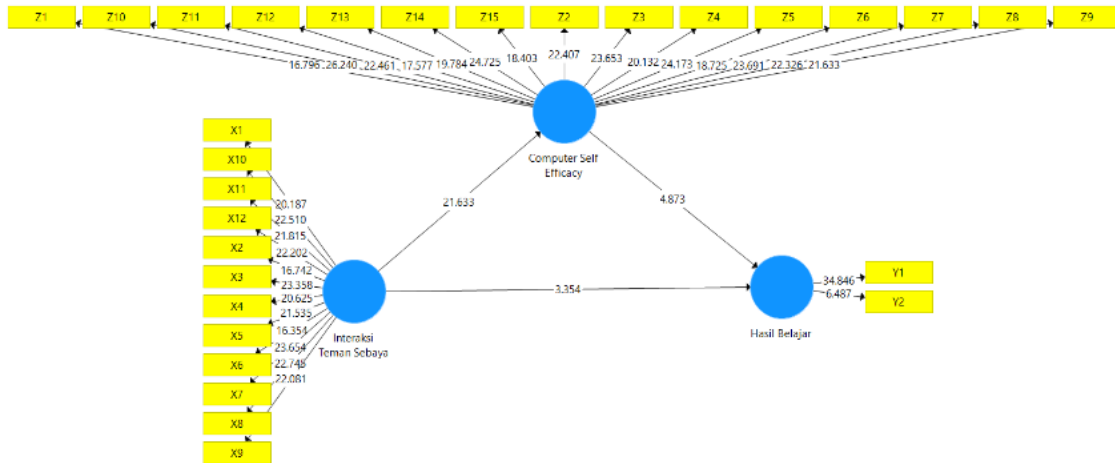 Z1 Z10 Z11 Z12 Z13 Z14 Z15 Z2 Z3 Z4 Z5 Z6 Z7 Z8 Z9
16.796 26.240 22.461 17.577 19.784 24.725 18.403 22.407 23.653 20.132 24.173 18.725 23.691 22.326 21.633
Computer Self
Efficacy
X1
X10
X11
X12
X2
X3
X4
X5
X6
X7
X8
X9
20.187
22.510
21.815
22.202
16.742
23.358
20.625
21.535
16.354
23.654
22.748
22.081
Interaksi
Teman Sebaya
21.633
4.873
3.354
Hasil Belajar
34.846
6.487
Y1
Y2